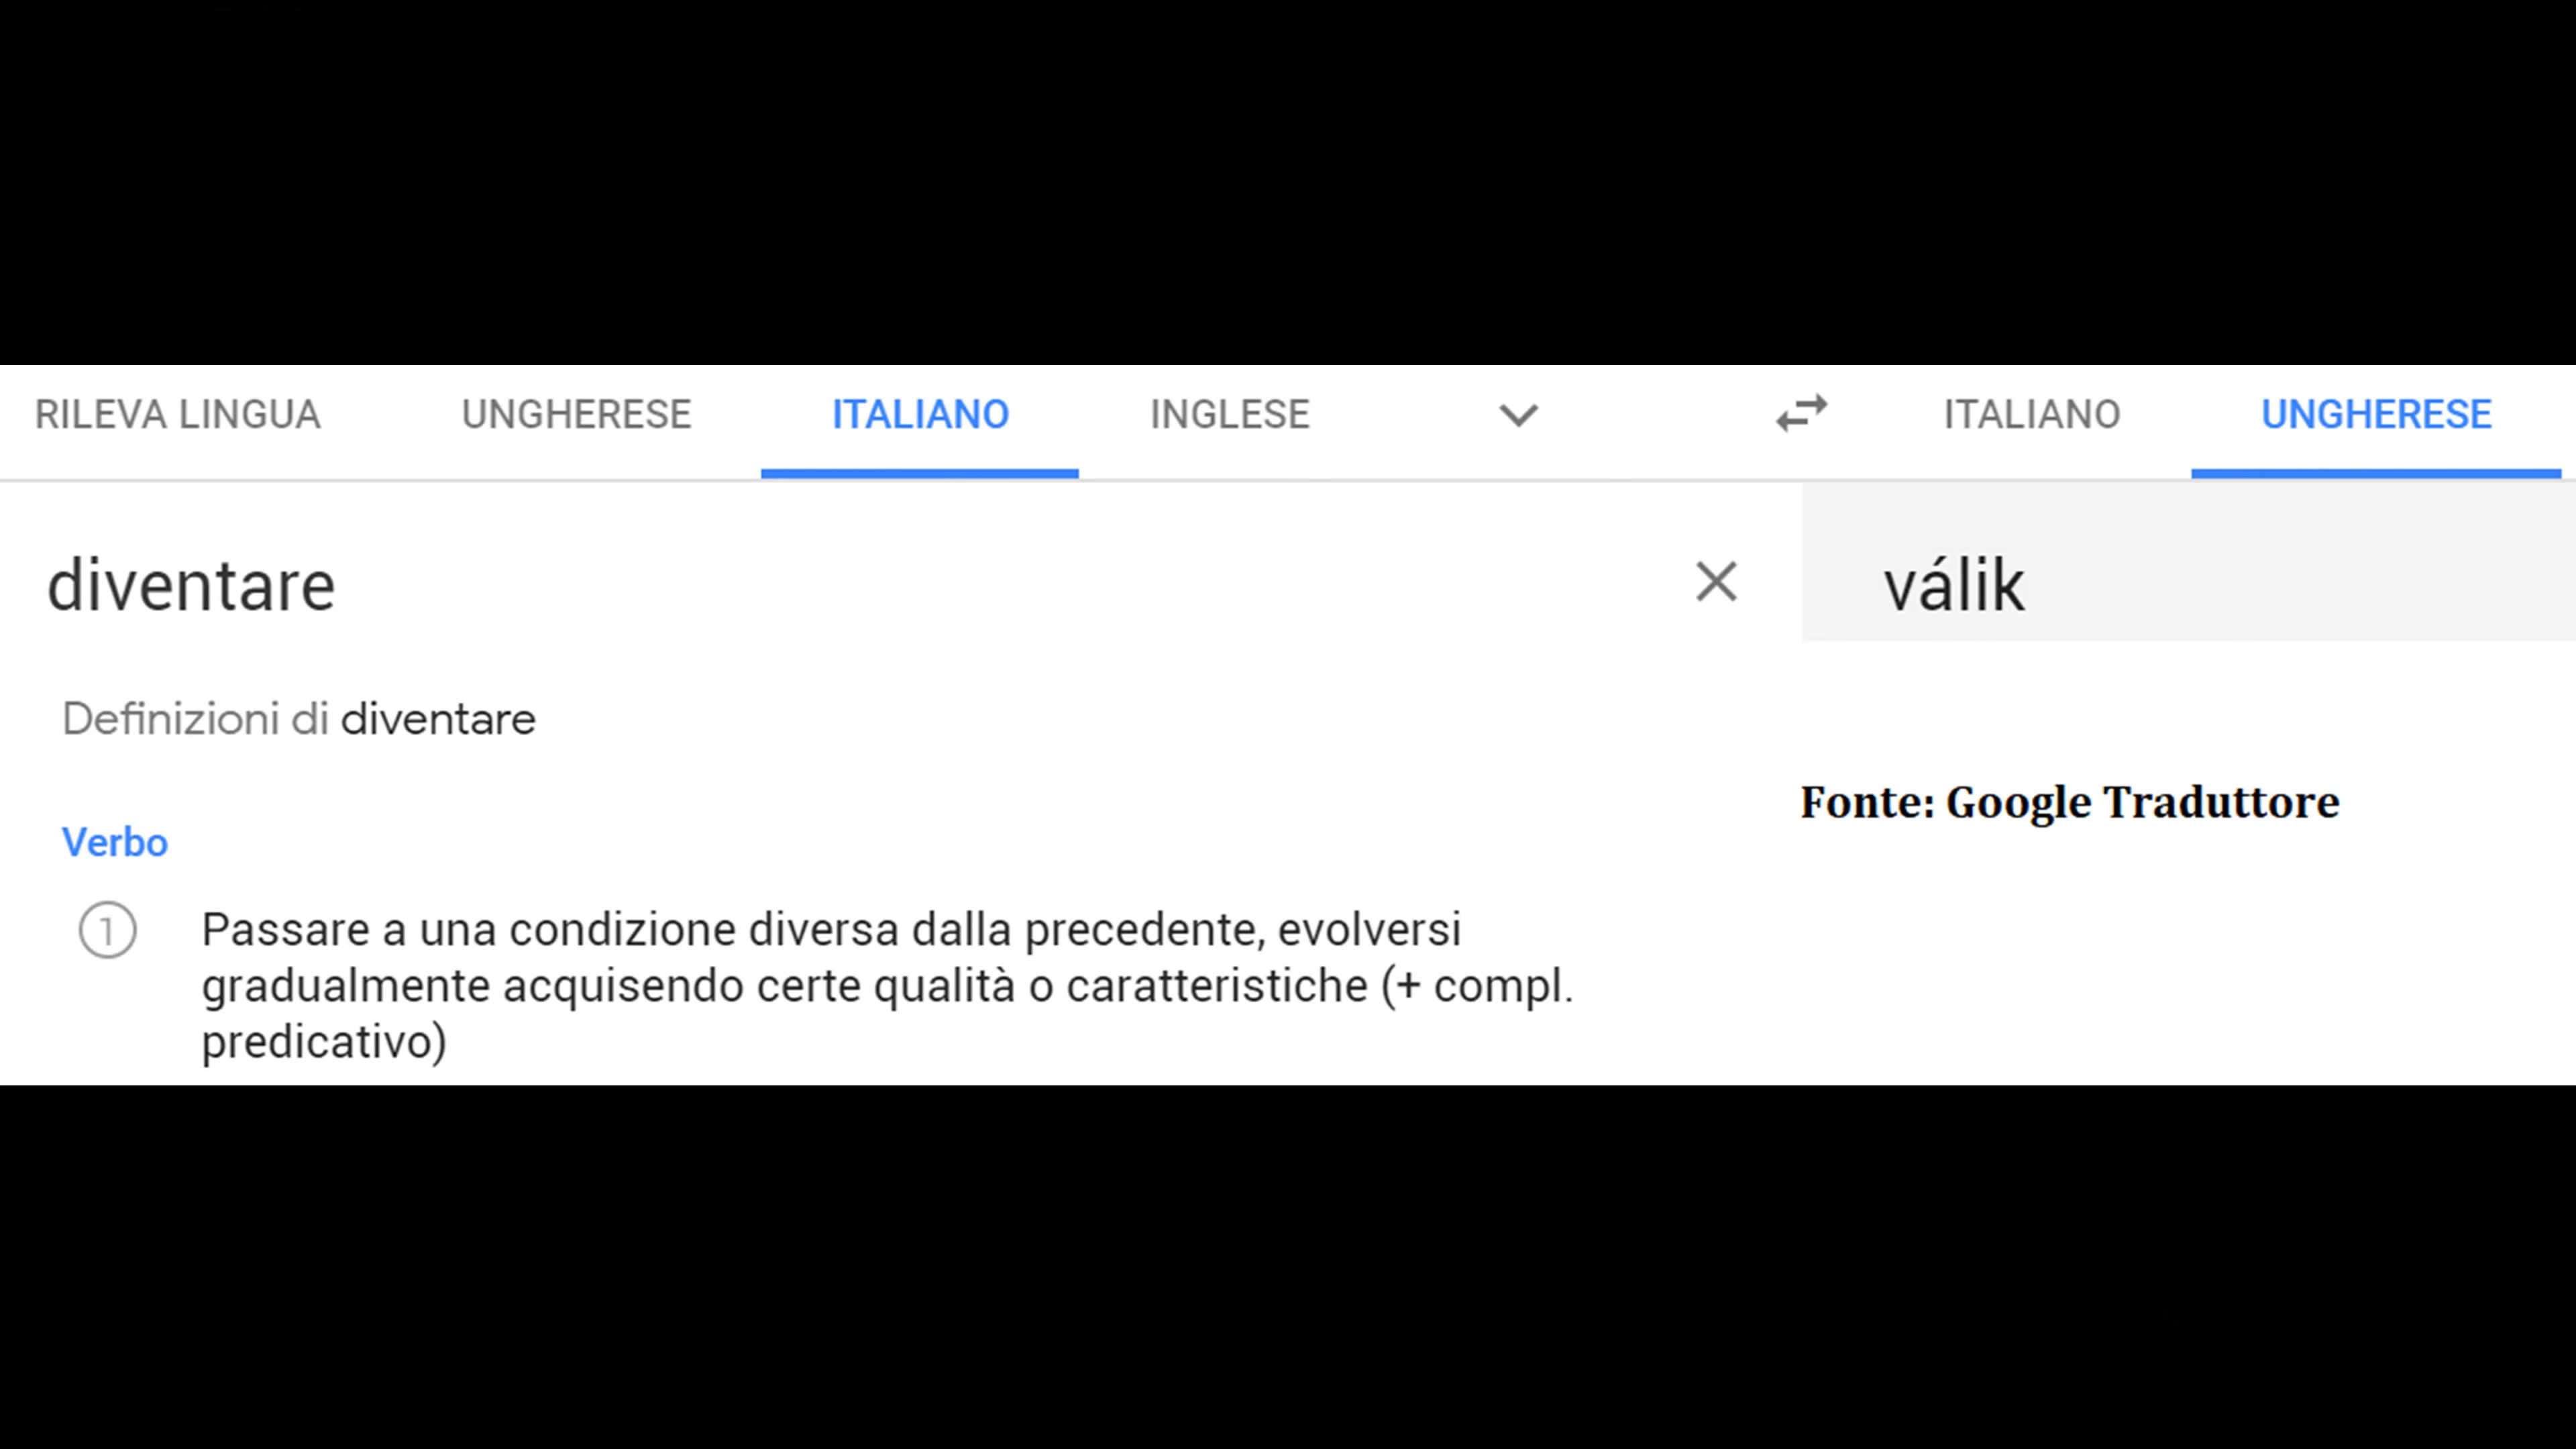 RILEVA LINGUA UNGHERESE ITALIANO INGLESE ITALIANO UNGHERESE
diventare
válik
Definizioni di diventare
Fonte: Google Traduttore
Verbo
1 Passare a una condizione diversa dalla precedente, evolversi
gradualmente acquisendo certe qualità o caratteristiche (+ compl.
predicativo)